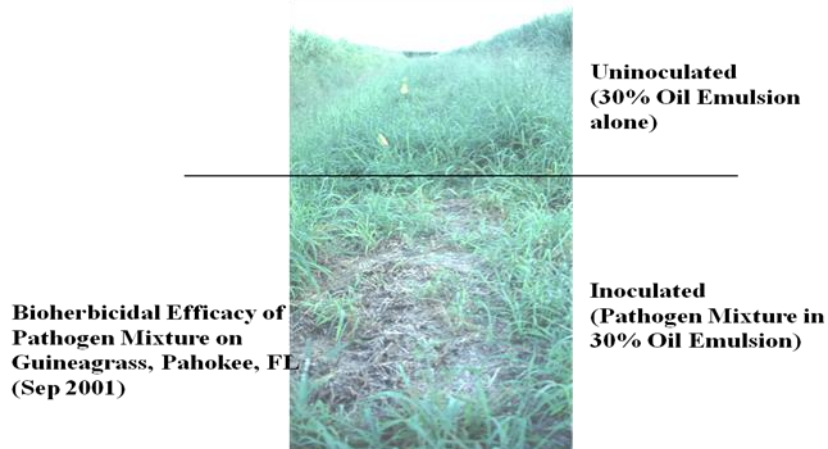 Uninoculated
(30% Oil Emulsion
alone)
Inoculated
(Pathogen Mixture in
30% Oil Emulsion)
Bioherbicidal Efficacy of
Pathogen Mixture on
Guineagrass, Pahokee, FL
(Sep 2001)